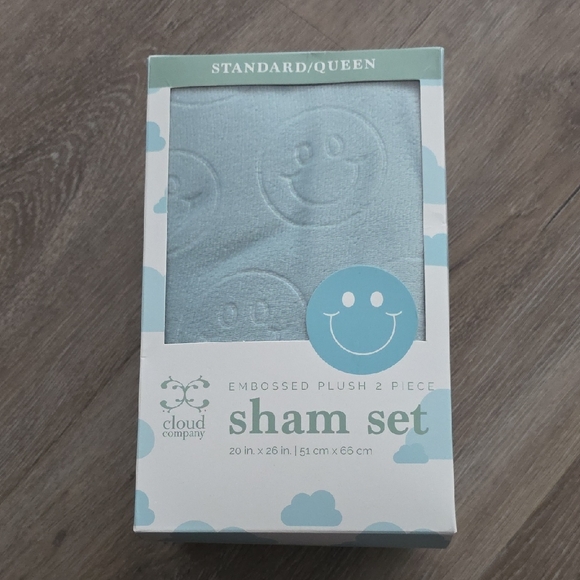 STANDARD/QUEEN
EMBOSSED PLUSH 2 PIECE
sham set
20 in. x 26 in. | 51 cm x 66 cm
cloud
company